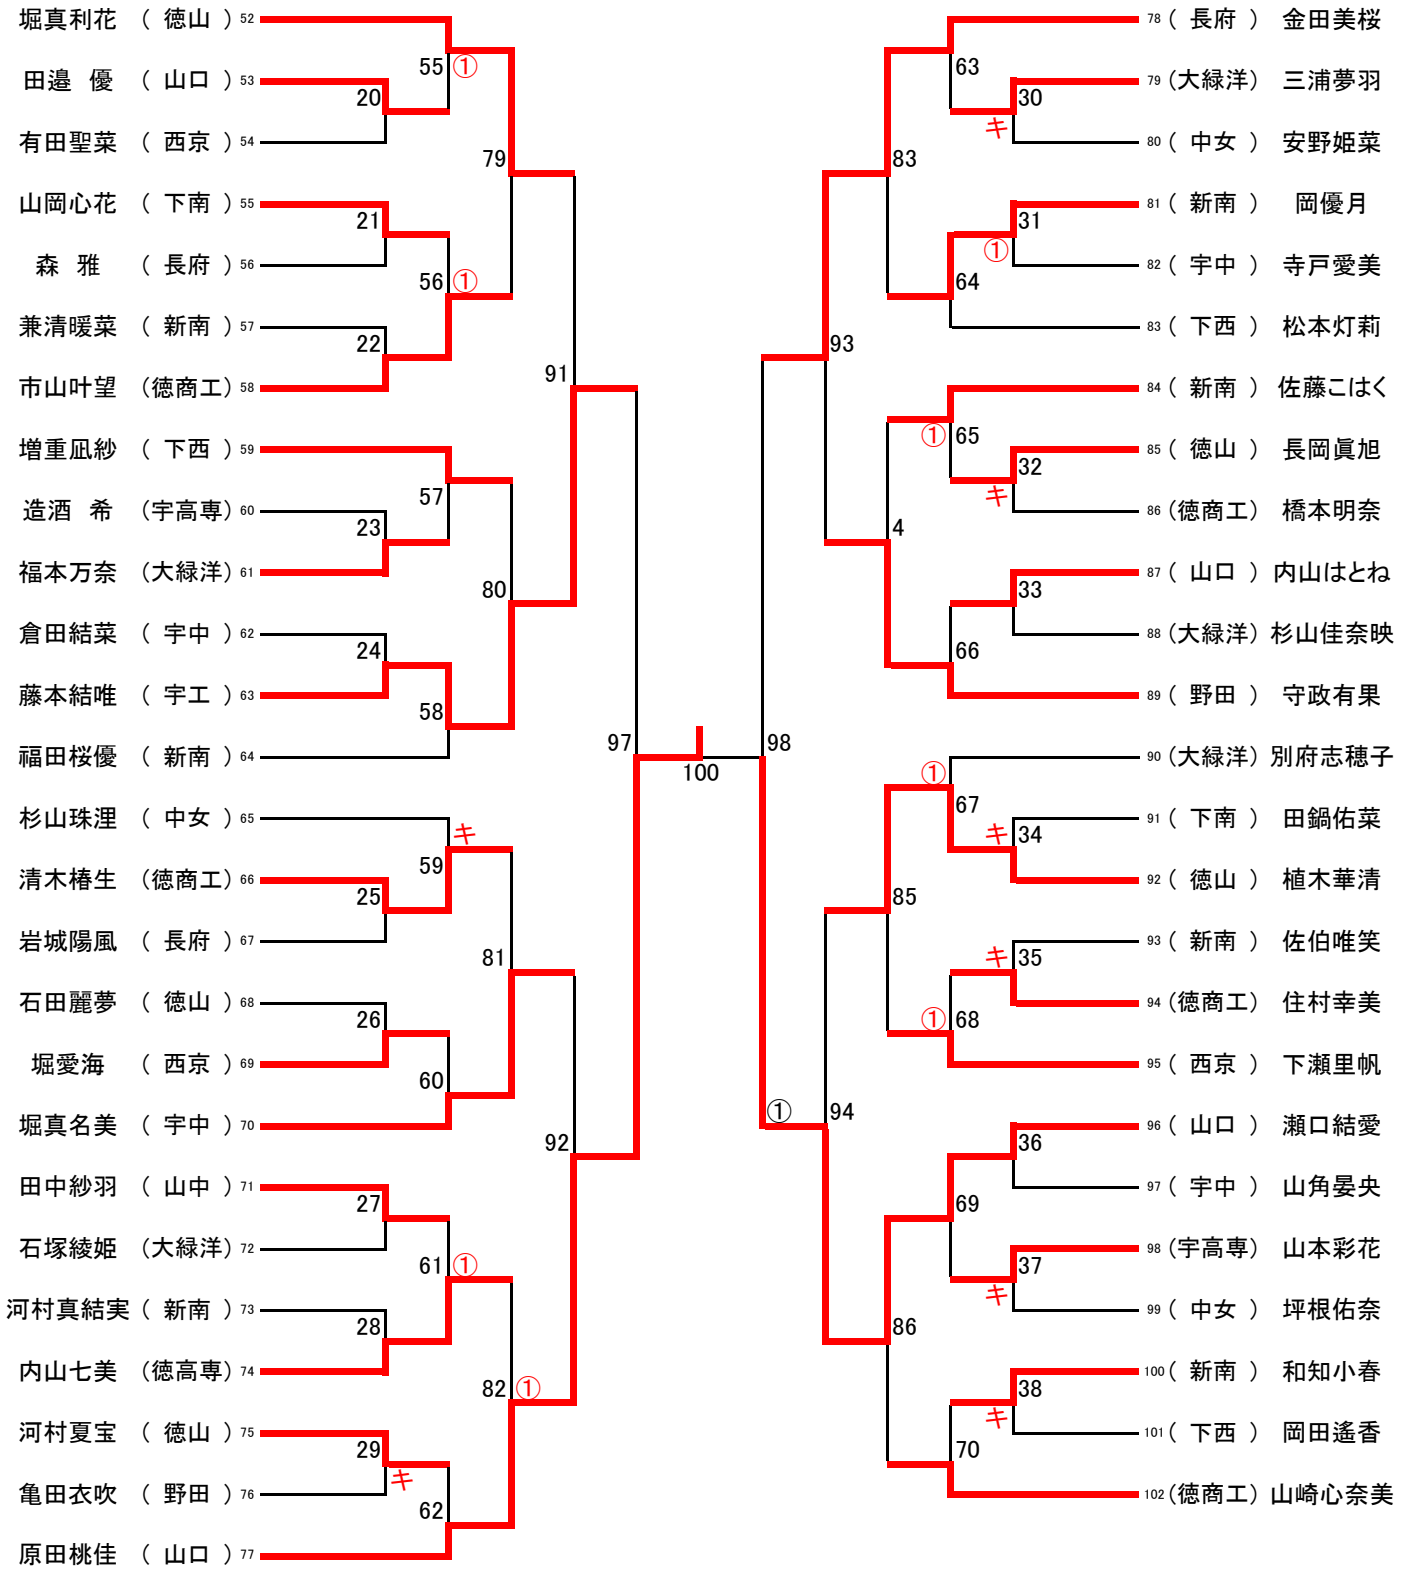 堀真利花 ( 徳山 ) 52
田邉 優 ( 山口 ) 53
有田聖菜 ( 西京 ) 54
山岡心花 ( 下南 ) 55
森 雅 ( 長府 ) 56
兼清暖菜 ( 新南 ) 57
市山叶望 (徳商工) 58
増重凪紗 ( 下西 ) 59
造酒 希 (宇高専) 60
福本万奈 (大緑洋) 61
倉田結菜 ( 宇中 ) 62
藤本結唯 ( 宇工 ) 63
福田桜優 ( 新南 ) 64
杉山珠浬 ( 中女 ) 65
清木椿生 (徳商工) 66
岩城陽風 ( 長府 ) 67
石田麗夢 ( 徳山 ) 68
堀愛海 ( 西京 ) 69
堀真名美 ( 宇中 ) 70
田中紗羽 ( 山中 ) 71
石塚綾姫 (大緑洋) 72
河村真結実 ( 新南 ) 73
内山七美 (徳高専) 74
河村夏宝 ( 徳山 ) 75
亀田衣吹 ( 野田 ) 76
原田桃佳 ( 山口 ) 77
20
21
22
23
24
25
26
27
28
29
キ
55 ①
56 ①
57
58
59 キ
60
61 ①
62
79
80
81
82 ①
91
92
97
100
98
93
①
94
83
4
85
86
63
64
① 65
66
① 67
① 68
69
70
30
キ
31
①
32
キ
33
キ 34
キ 35
36
37
キ
38
キ
78 ( 長府 ) 金田美桜
79 (大緑洋) 三浦夢羽
80 ( 中女 ) 安野姫菜
81 ( 新南 ) 岡優月
82 ( 宇中 ) 寺戸愛美
83 ( 下西 ) 松本灯莉
84 ( 新南 ) 佐藤こはく
85 ( 徳山 ) 長岡眞旭
86 (徳商工) 橋本明奈
87 ( 山口 ) 内山はとね
88 (大緑洋) 杉山佳奈映
89 ( 野田 ) 守政有果
90 (大緑洋) 別府志穂子
91 ( 下南 ) 田鍋佑菜
92 ( 徳山 ) 植木華清
93 ( 新南 ) 佐伯唯笑
94 (徳商工) 住村幸美
95 ( 西京 ) 下瀬里帆
96 ( 山口 ) 瀬口結愛
97 ( 宇中 ) 山角晏央
98 (宇高専) 山本彩花
99 ( 中女 ) 坪根佑奈
100 ( 新南 ) 和知小春
101 ( 下西 ) 岡田遙香
102 (徳商工) 山崎心奈美